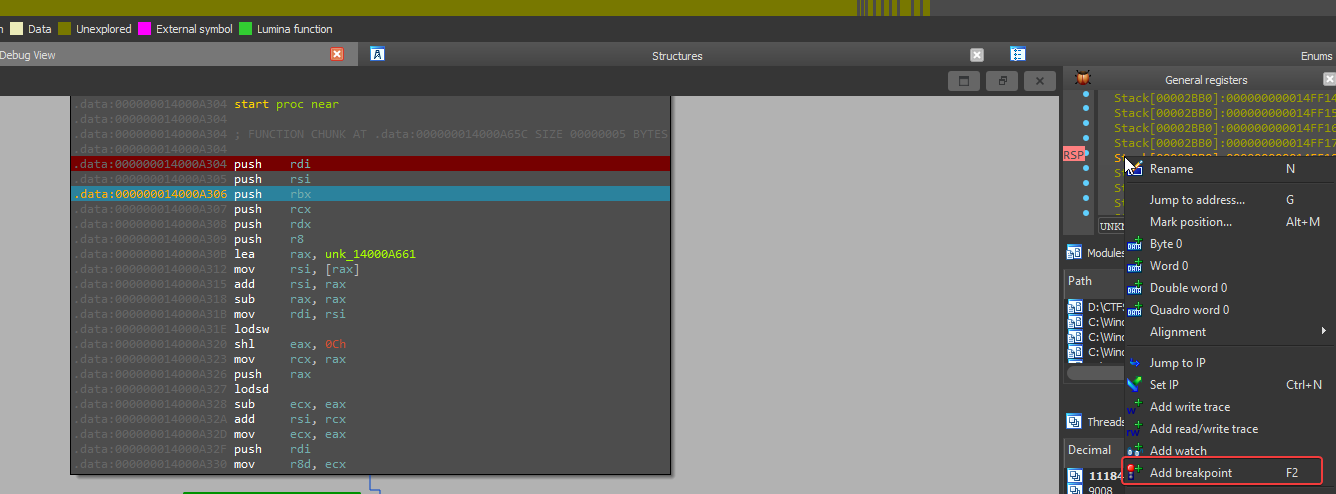 Data Unexplored External symbol Lumina function
Debug View Structures Enums
General registers
.data:000000014000A304 start proc near
.data:000000014000A304
.data:000000014000A304 ; FUNCTION CHUNK AT .data:000000014000A65C SIZE 00000005 BYTES
.data:000000014000A304
.data:000000014000A304 push rdi
.data:000000014000A305 push rsi
.data:000000014000A306 push rbx
.data:000000014000A307 push rcx
.data:000000014000A308 push rdx
.data:000000014000A309 push r8
.data:000000014000A30B lea rax, unk_14000A661
.data:000000014000A312 mov rsi, [rax]
.data:000000014000A315 add rsi, rax
.data:000000014000A318 sub rax, rax
.data:000000014000A31B mov rdi, rsi
.data:000000014000A31E lodsw
.data:000000014000A320 shl eax, 0Ch
.data:000000014000A323 mov rcx, rax
.data:000000014000A326 push rax
.data:000000014000A327 lodsd
.data:000000014000A328 sub ecx, eax
.data:000000014000A32A add rsi, rcx
.data:000000014000A32D mov ecx, eax
.data:000000014000A32F push rdi
.data:000000014000A330 mov r8d, ecx
Stack[00002BB0]:000000000014FF14
Stack[00002BB0]:000000000014FF15
Stack[00002BB0]:000000000014FF16
Stack[00002BB0]:000000000014FF17
RSP
UNK
Modules
Path
D:\CTF
C:\Wind
C:\Wind
C:\Wind
Threads
Decimal
11184
9008
Rename N
Jump to address... G
Mark position... Alt+M
Byte 0
Word 0
Double word 0
Quadro word 0
Alignment
Jump to IP
Set IP Ctrl+N
Add write trace
Add read/write trace
Add watch
Add breakpoint F2